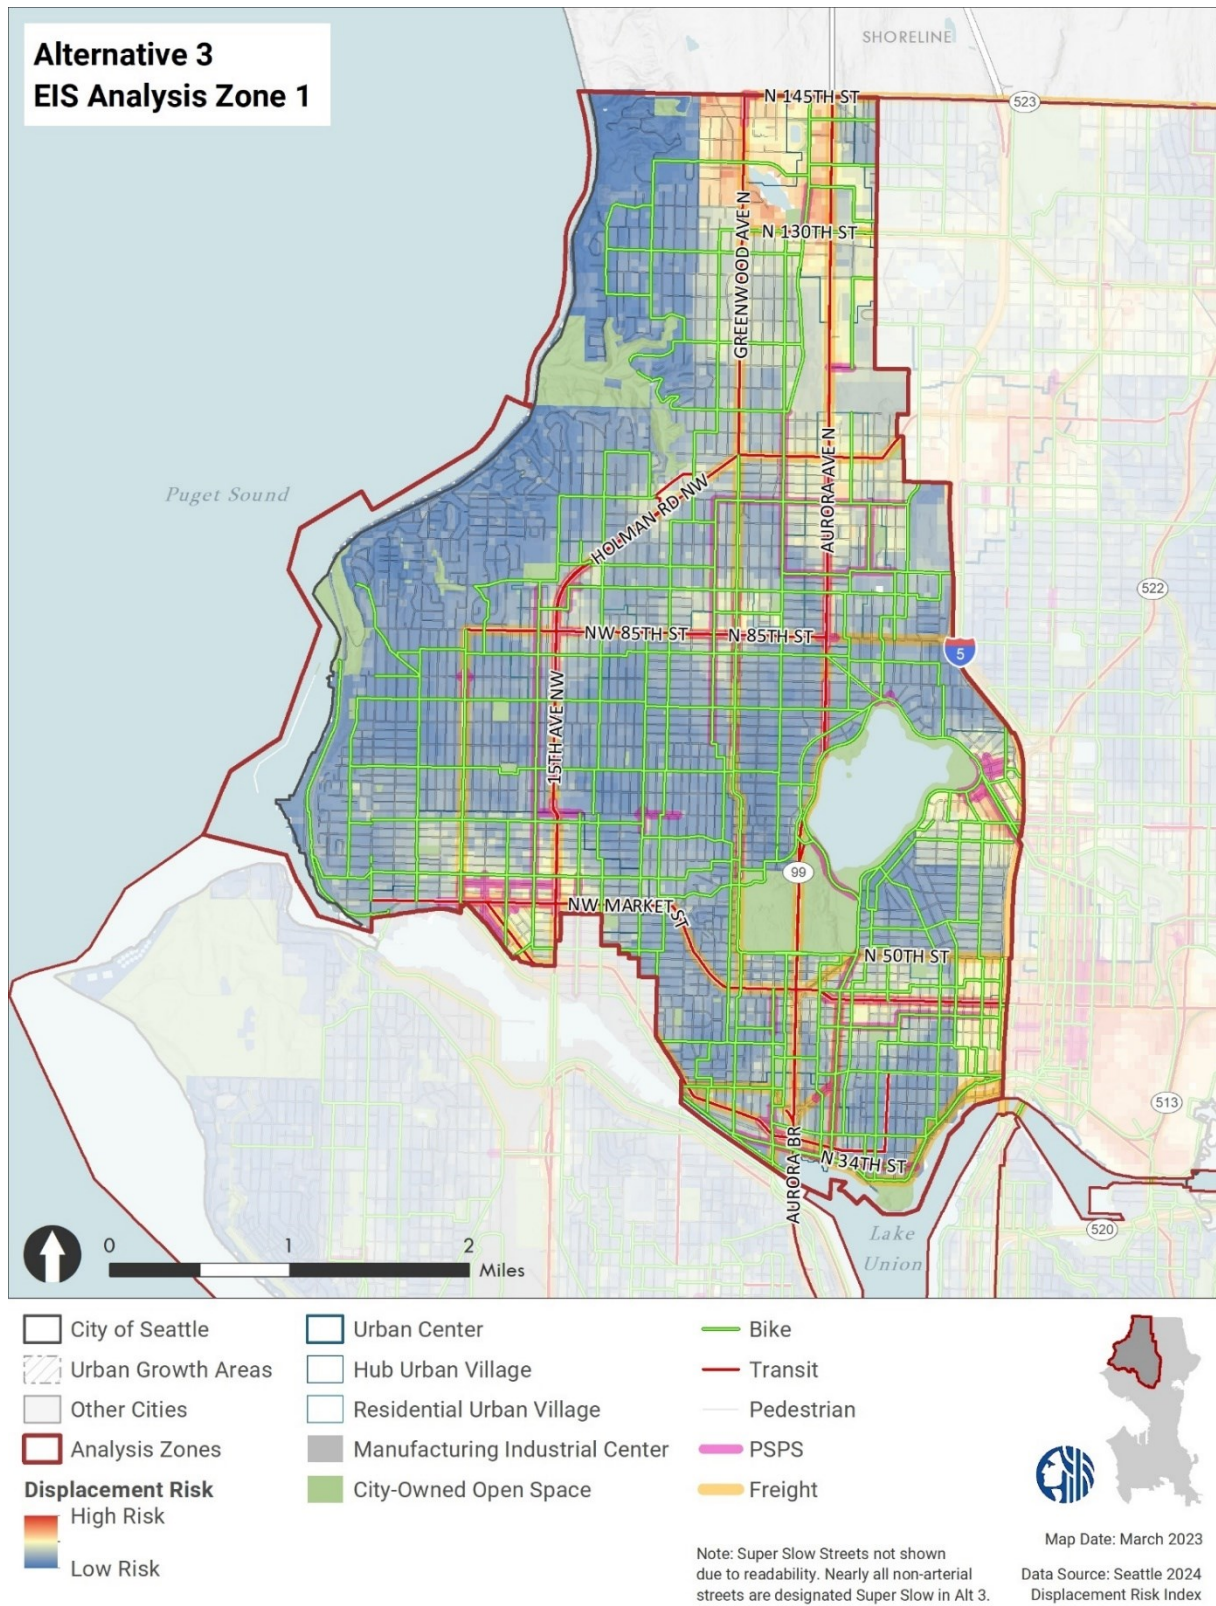 Alternative 3
EIS Analysis Zone 1
SHORELINE
N 145TH ST
523
GREENWOOD AVE N
N 130TH ST
AURORA AVE N
Puget Sound
HOLMAN RD NW
522
NW 85TH ST
N 85TH ST
5
15TH AVE NW
99
NW MARKET ST
N 50TH ST
513
AURORA BR
N 34TH ST
520
Lake
Union
0 1 2
Miles
City of Seattle
Urban Growth Areas
Other Cities
Analysis Zones
Displacement Risk
High Risk
Low Risk
Urban Center
Hub Urban Village
Residential Urban Village
Manufacturing Industrial Center
City-Owned Open Space
Bike
Transit
Pedestrian
PSPS
Freight
Note: Super Slow Streets not shown
due to readability. Nearly all non-arterial
streets are designated Super Slow in Alt 3.
Map Date: March 2023
Data Source: Seattle 2024
Displacement Risk Index